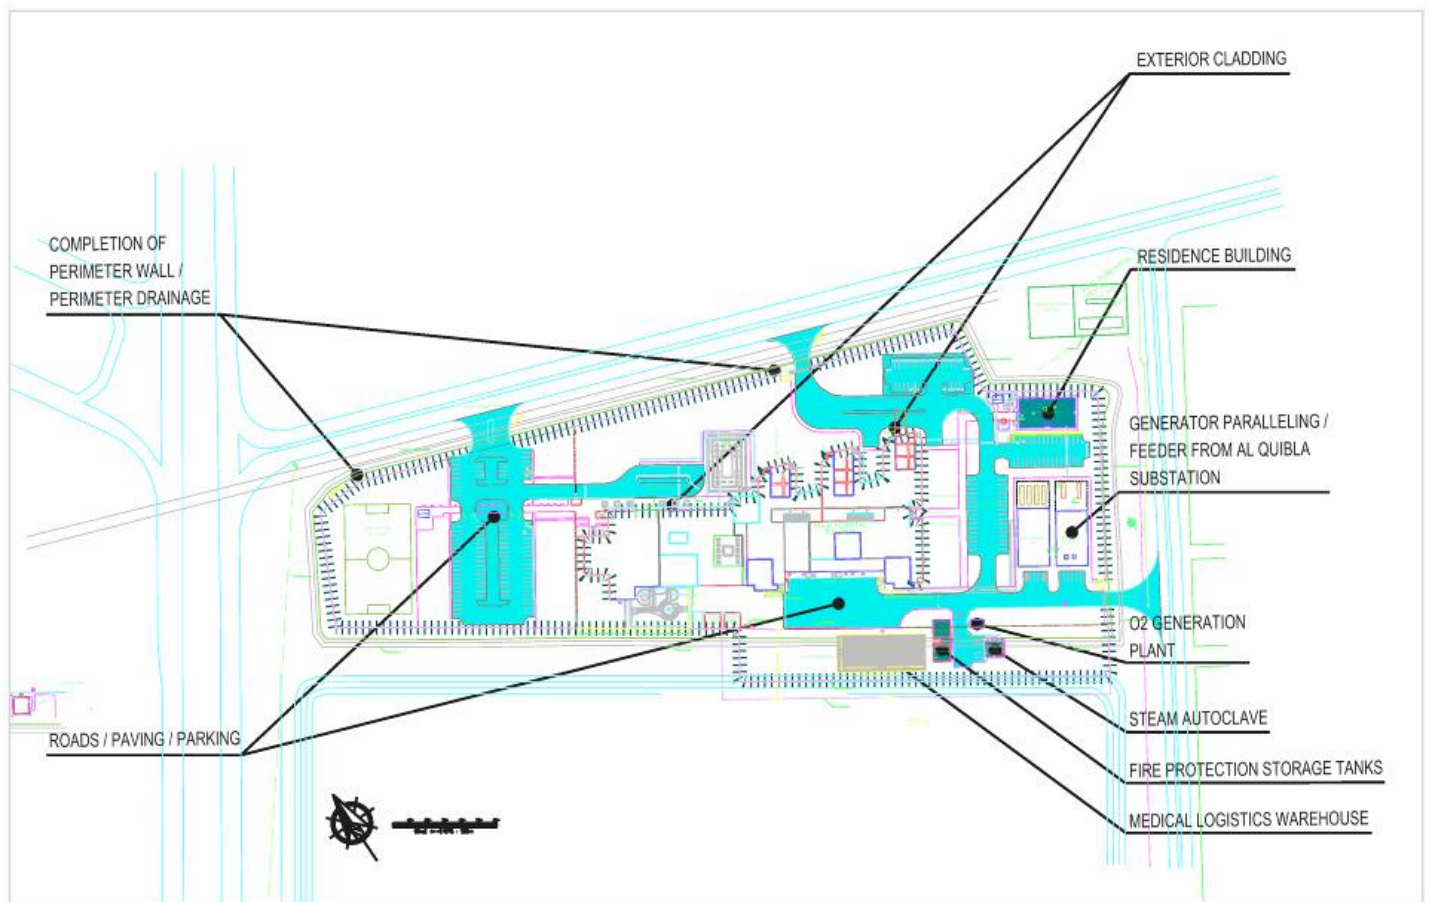 EXTERIOR CLADDING
COMPLETION OF
PERIMETER WALL /
PERIMETER DRAINAGE
RESIDENCE BUILDING
GENERATOR PARALLELING /
FEEDER FROM AL QUIBLA
SUBSTATION
O2 GENERATION
PLANT
STEAM AUTOCLAVE
ROADS / PAVING / PARKING
FIRE PROTECTION STORAGE TANKS
MEDICAL LOGISTICS WAREHOUSE